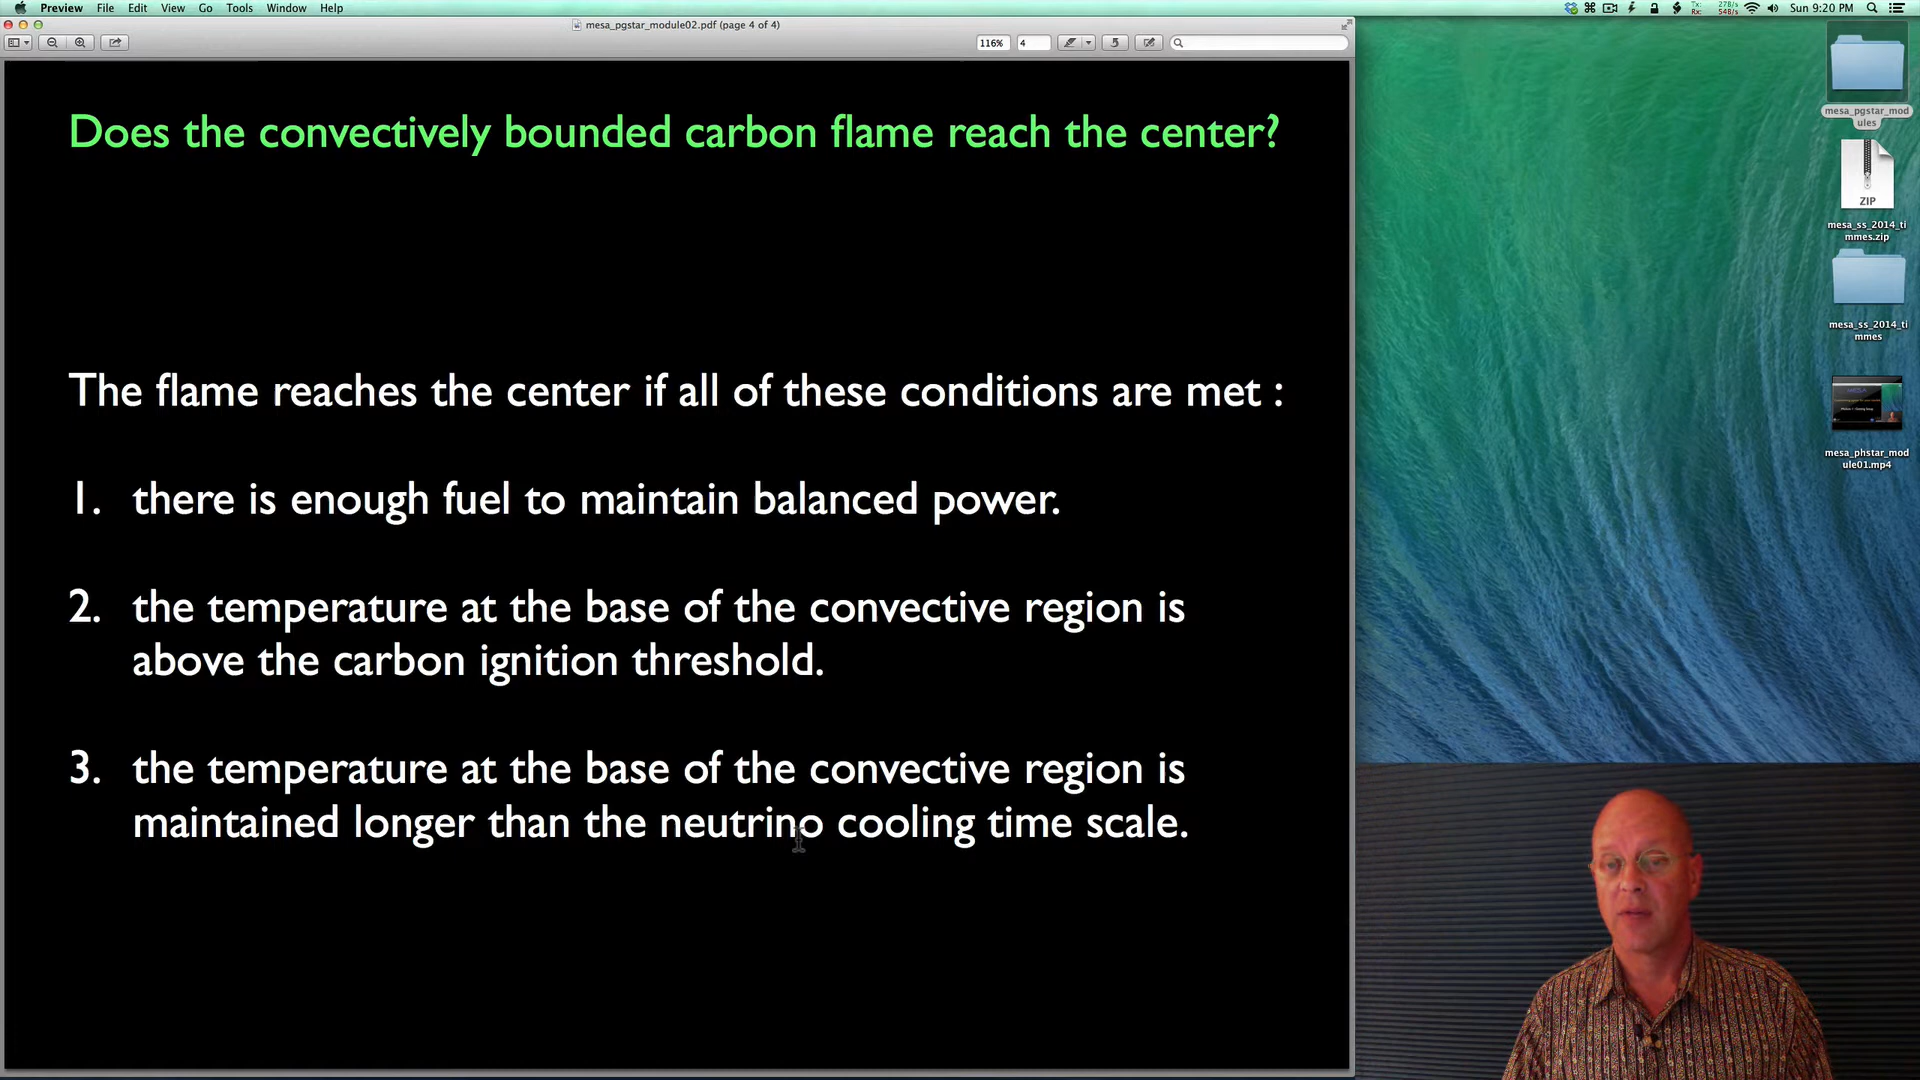 Preview File Edit View Go Tools Window Help
Tx: 27B/s
Rx: 54B/s
Sun 9:20 PM
mesa_pgstar_module02.pdf (page 4 of 4)
116% 4
Does the convectively bounded carbon flame reach the center?
The flame reaches the center if all of these conditions are met :
1. there is enough fuel to maintain balanced power.
2. the temperature at the base of the convective region is
above the carbon ignition threshold.
3. the temperature at the base of the convective region is
maintained longer than the neutrino cooling time scale.
mesa_pgstar_mod
ules
ZIP
mesa_ss_2014_ti
mmes.zip
mesa_ss_2014_ti
mmes
mesa_phstar_mod
ule01.mp4